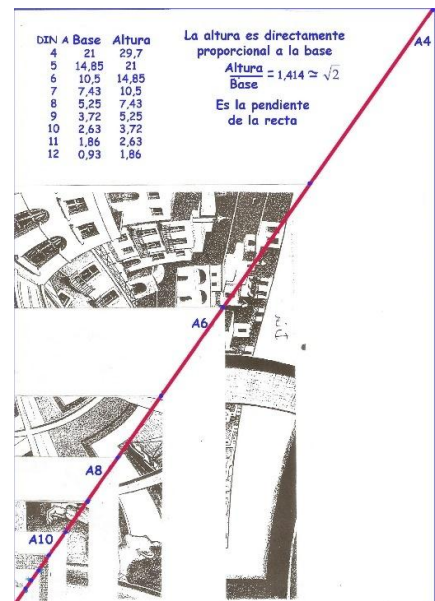 DIN A Base Altura
4 21 29,7
5 14,85 21
6 10,5 14,85
7 7,43 10,5
8 5,25 7,43
9 3,72 5,25
10 2,63 3,72
11 1,86 2,63
12 0,93 1,86
La altura es directamente
proporcional a la base
Altura
Base = 1,414 ≃ √2
Es la pendiente
de la recta
A4
A6
A8
A10